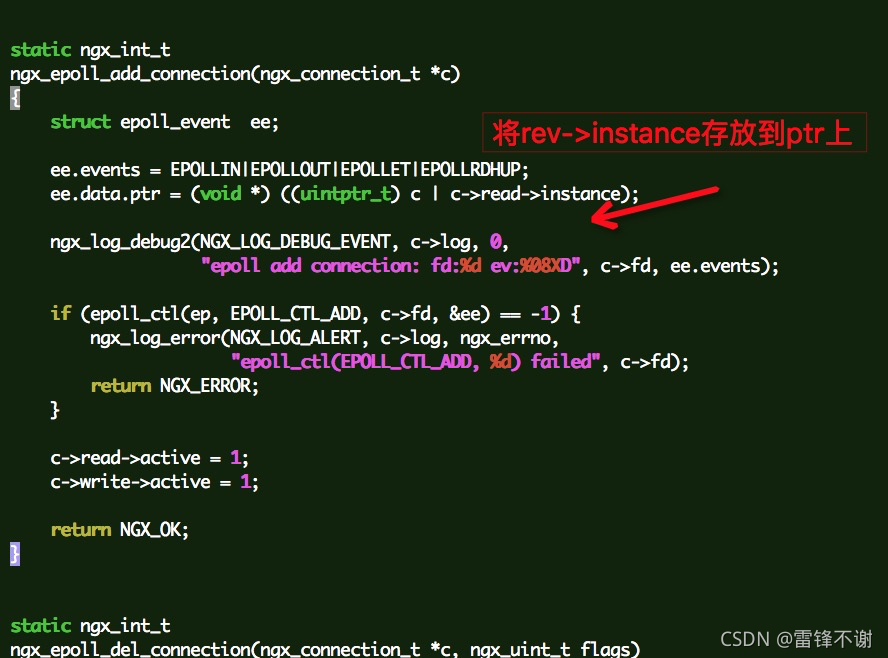 static ngx_int_t
ngx_epoll_add_connection(ngx_connection_t *c)
{
    struct epoll_event  ee;
将rev->instance存放到ptr上
    ee.events = EPOLLIN|EPOLLOUT|EPOLLET|EPOLLRDHUP;
    ee.data.ptr = (void *) ((uintptr_t) c | c->read->instance);
    ngx_log_debug2(NGX_LOG_DEBUG_EVENT, c->log, 0,
                   "epoll add connection: fd:%d ev:%08XD", c->fd, ee.events);
    if (epoll_ctl(ep, EPOLL_CTL_ADD, c->fd, &ee) == -1) {
        ngx_log_error(NGX_LOG_ALERT, c->log, ngx_errno,
                      "epoll_ctl(EPOLL_CTL_ADD, %d) failed", c->fd);
        return NGX_ERROR;
    }
    c->read->active = 1;
    c->write->active = 1;
    return NGX_OK;
}
static ngx_int_t
ngx_epoll_del_connection(ngx_connection_t *c, ngx_uint_t flags)
CSDN @雷锋不谢